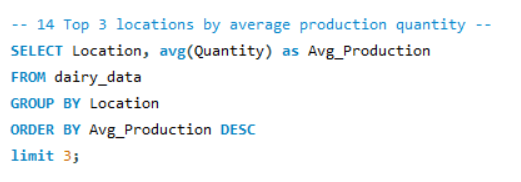 -- 14 Top 3 locations by average production quantity --
SELECT Location, avg(Quantity) as Avg_Production
FROM dairy_data
GROUP BY Location
ORDER BY Avg_Production DESC
limit 3;